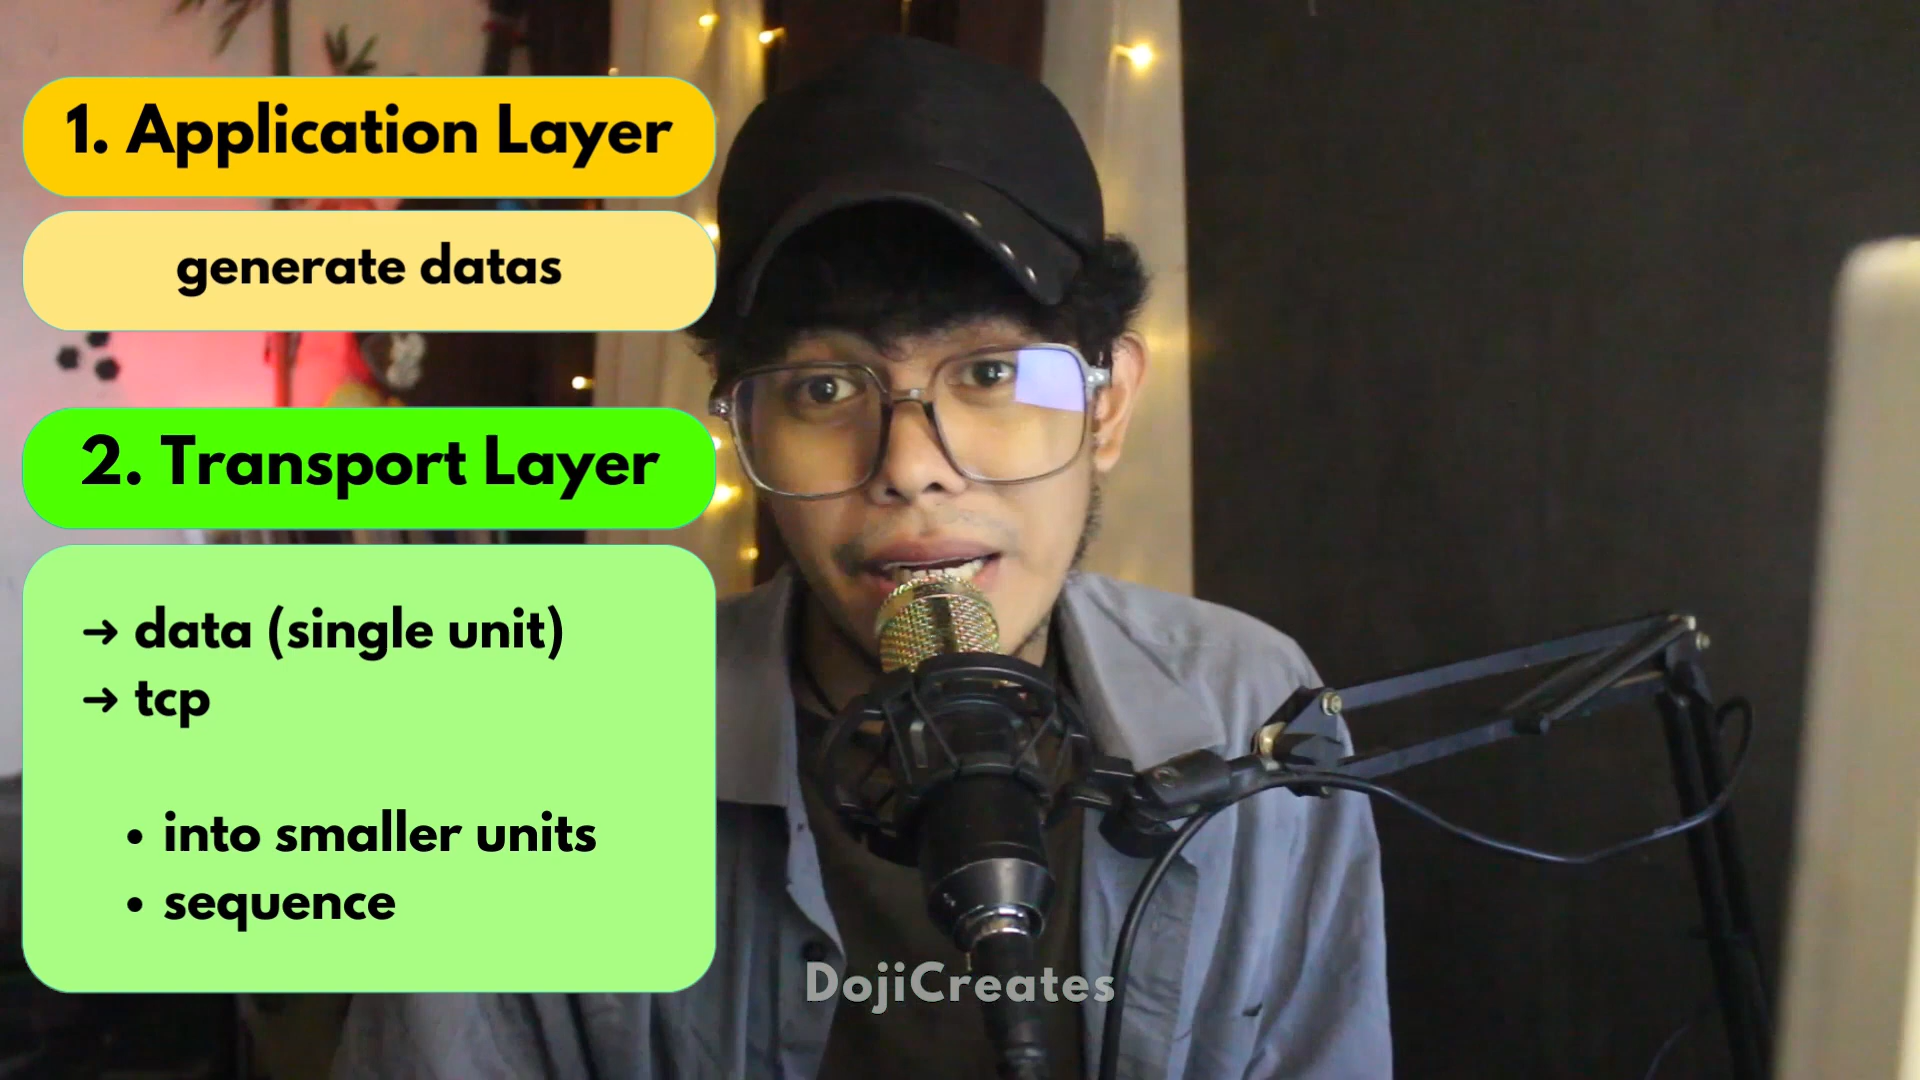 1. Application Layer
generate datas
2. Transport Layer
→ data (single unit)
→ tcp
• into smaller units
• sequence
DojiCreates